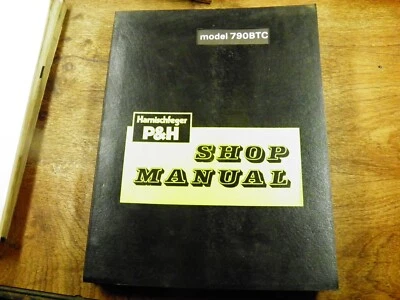 model 790BTC
Harnischfeger
P&H
SHOP
MANUAL